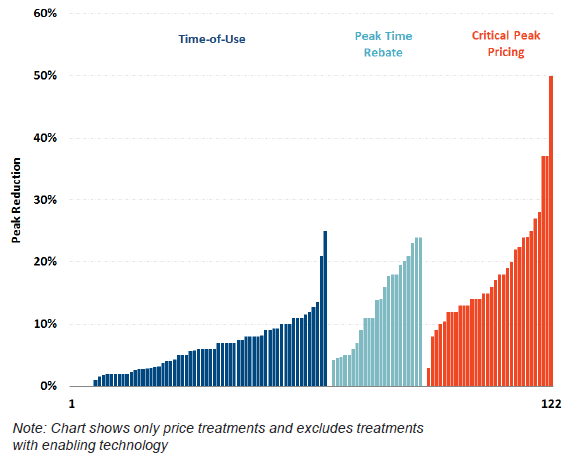 60%
Time-of-Use
Peak Time
Rebate
Critical Peak
Pricing
50%
40%
30%
20%
10%
0%
Peak Reduction
1
122
Note: Chart shows only price treatments and excludes treatments
with enabling technology